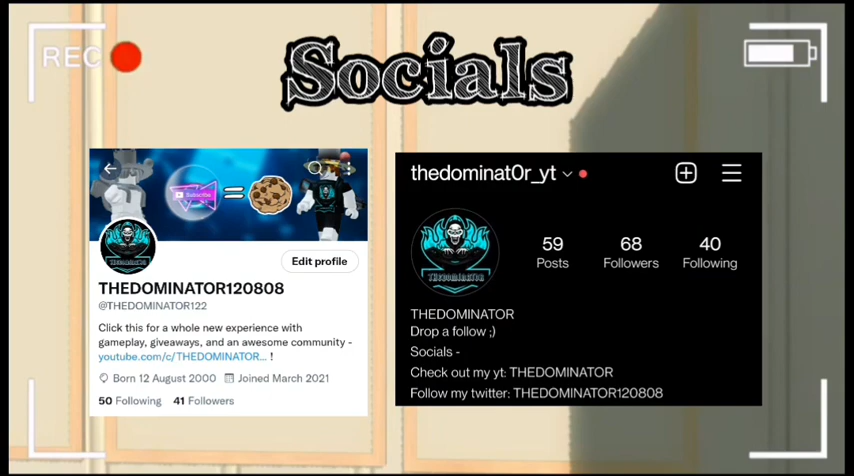 REC
Socials
Subscribe
THEDOMINATOR120808
@THEDOMINATOR122
Edit profile
Click this for a whole new experience with
gameplay, giveaways, and an awesome community -
youtube.com/c/THEDOMINATOR... !
Born 12 August 2000 Joined March 2021
50 Following 41 Followers
thedominat0r_yt
59 68 40
Posts Followers Following
THEDOMINATOR
THEDOMINATOR
Drop a follow ;)
Socials -
Check out my yt: THEDOMINATOR
Follow my twitter: THEDOMINATOR120808